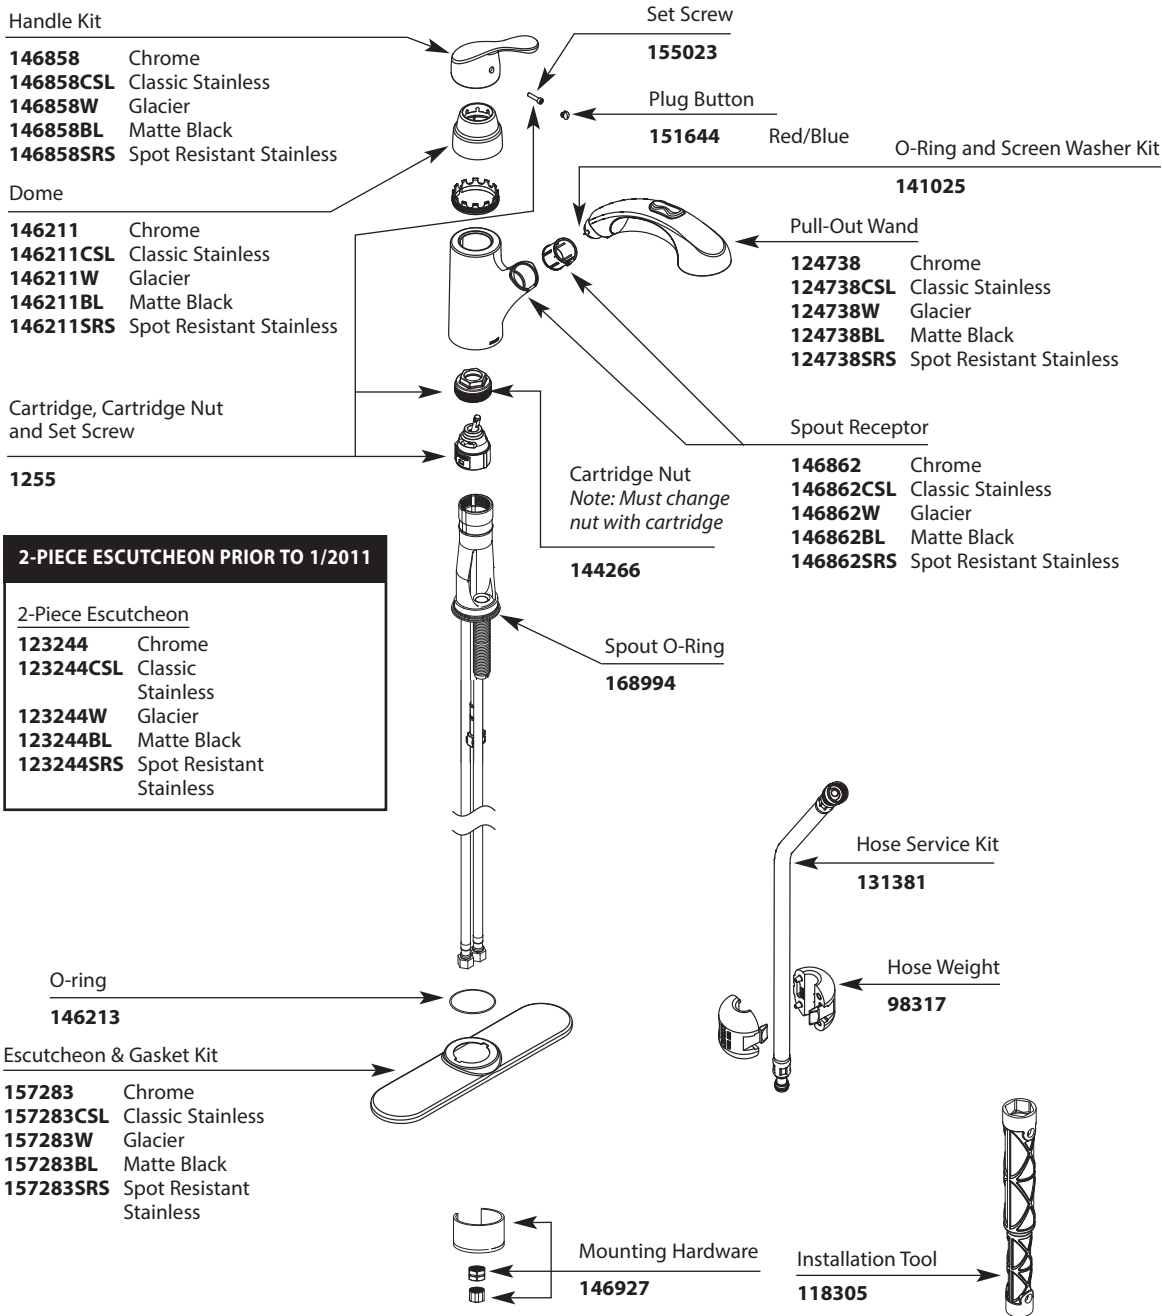 Handle Kit
146858 Chrome
146858CSL Classic Stainless
146858W Glacier
146858BL Matte Black
146858SRS Spot Resistant Stainless
Dome
146211 Chrome
146211CSL Classic Stainless
146211W Glacier
146211BL Matte Black
146211SRS Spot Resistant Stainless
Cartridge, Cartridge Nut
and Set Screw
1255
2-PIECE ESCUTCHEON PRIOR TO 1/2011
2-Piece Escutcheon
123244 Chrome
123244CSL Classic
Stainless
123244W Glacier
123244BL Matte Black
123244SRS Spot Resistant
Stainless
O-ring
146213
Escutcheon & Gasket Kit
157283 Chrome
157283CSL Classic Stainless
157283W Glacier
157283BL Matte Black
157283SRS Spot Resistant
Stainless
Set Screw
155023
Plug Button
151644 Red/Blue
O-Ring and Screen Washer Kit
141025
Pull-Out Wand
124738 Chrome
124738CSL Classic Stainless
124738W Glacier
124738BL Matte Black
124738SRS Spot Resistant Stainless
Spout Receptor
146862 Chrome
146862CSL Classic Stainless
146862W Glacier
146862BL Matte Black
146862SRS Spot Resistant Stainless
Cartridge Nut
Note: Must change
nut with cartridge
144266
Spout O-Ring
168994
Hose Service Kit
131381
Hose Weight
98317
Mounting Hardware
146927
Installation Tool
118305